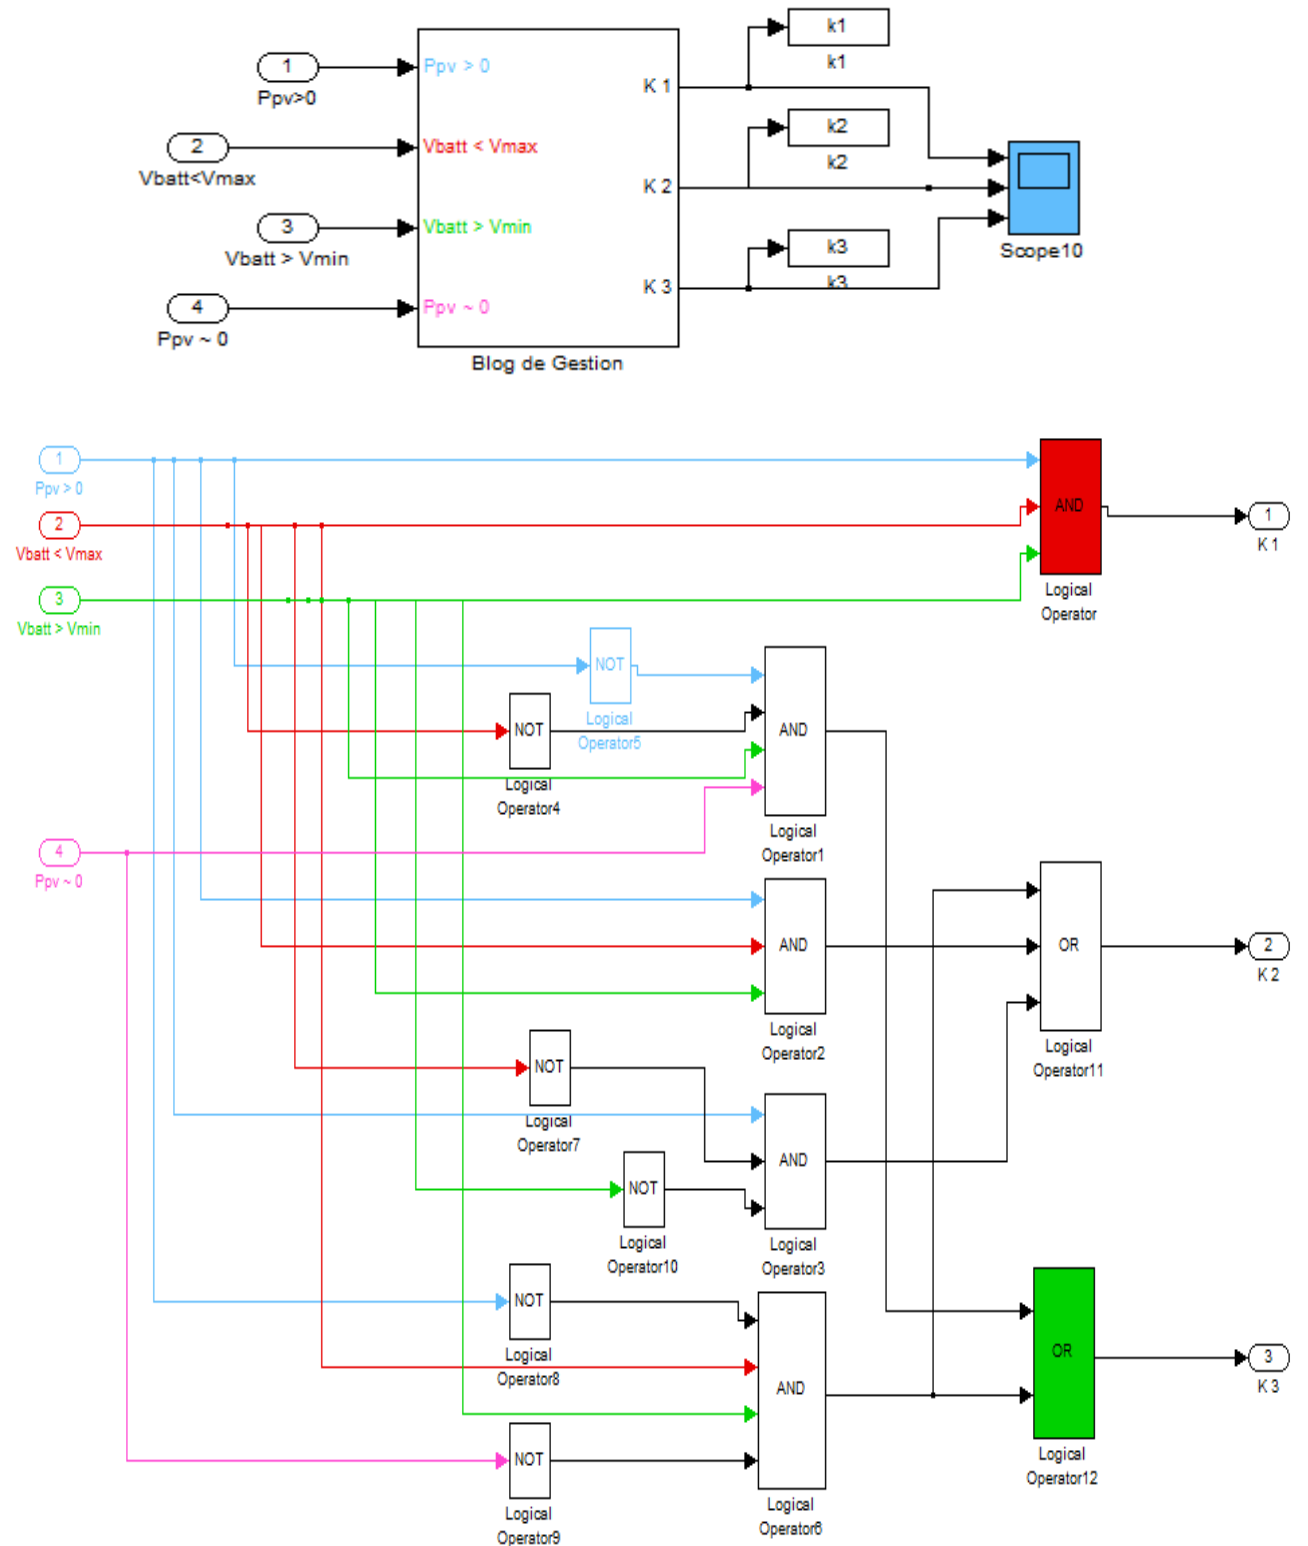 1
Ppv>0
2
Vbatt<Vmax
3
Vbatt > Vmin
4
Ppv ~ 0
Ppv > 0
Vbatt < Vmax
Vbatt > Vmin
Ppv ~ 0
K 1
K 2
K 3
Blog de Gestion
k1
k1
k2
k2
k3
k3
Scope10
1
Ppv > 0
2
Vbatt < Vmax
3
Vbatt > Vmin
AND
Logical
Operator
1
K 1
NOT
Logical
Operator5
NOT
Logical
Operator4
AND
Logical
Operator1
4
Ppv ~ 0
AND
Logical
Operator2
OR
Logical
Operator11
2
K 2
NOT
Logical
Operator7
AND
Logical
Operator3
NOT
Logical
Operator10
NOT
Logical
Operator8
AND
Logical
Operator6
NOT
Logical
Operator9
OR
Logical
Operator12
3
K 3